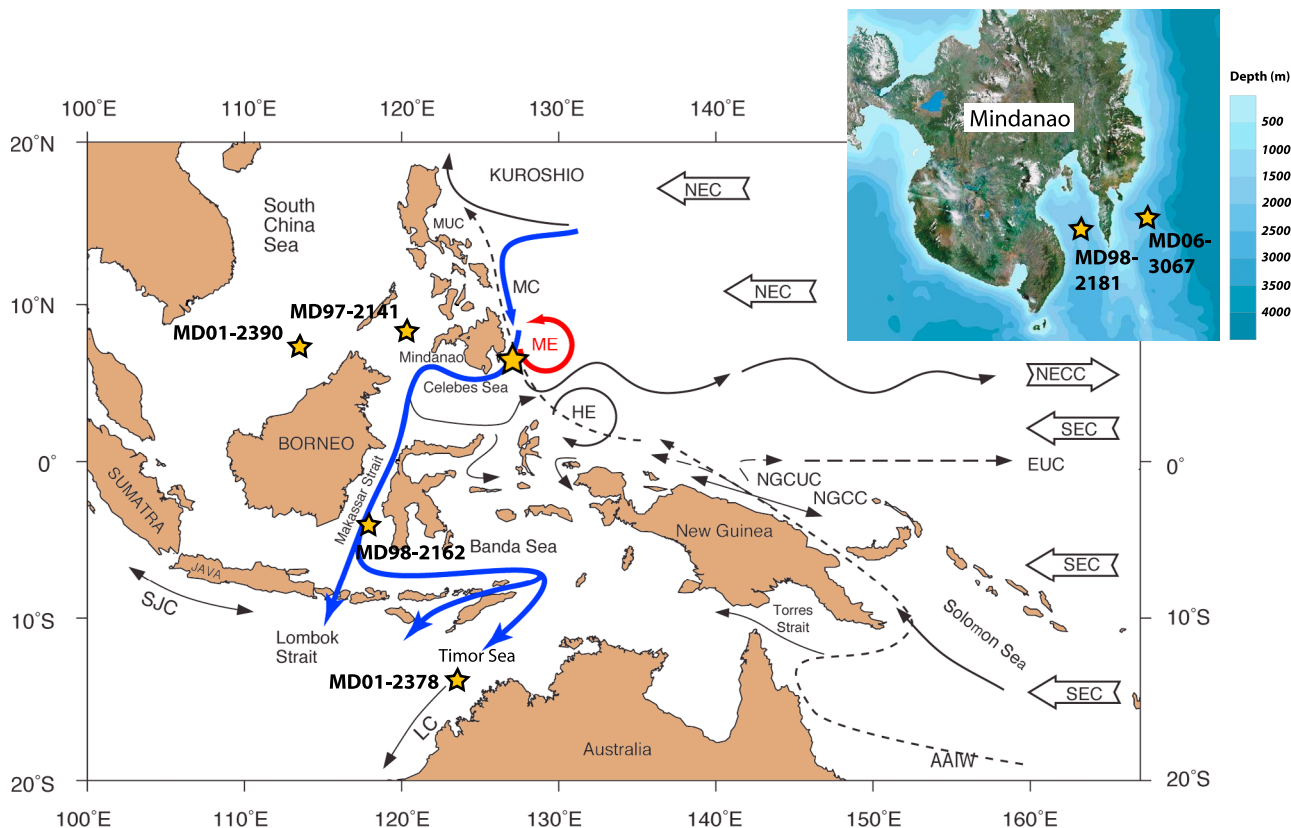 100°E
110°E
120°E
130°E
140°E
Depth (m)
500
1000
1500
2000
2500
3000
3500
4000
Mindanao
MD98-
2181
MD06-
3067
20°N
10°N
0°
10°S
20°S
KUROSHIO
NEC
South
China
Sea
MUC
MC
NEC
MD97-2141
MD01-2390
ME
Mindanao
Celebes Sea
NECC
HE
SEC
BORNEO
EUC
0°
SUMATRA
Makassar Strait
NGCUC
NGCC
New Guinea
MD98-2162
Banda Sea
JAVA
SEC
SJC
Torres
Strait
Solomon Sea
10°S
Lombok
Strait
Timor Sea
MD01-2378
SEC
LC
Australia
AAIW
20°S
100°E
110°E
120°E
130°E
140°E
150°E
160°E